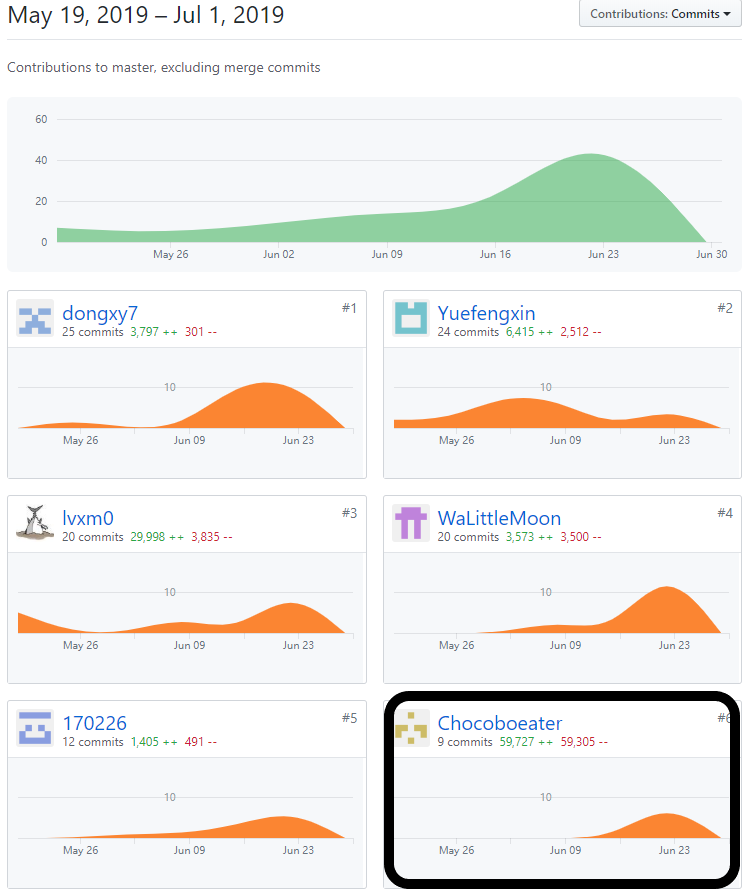 May 19, 2019 – Jul 1, 2019
Contributions: Commits
Contributions to master, excluding merge commits
60
40
20
0
May 26 Jun 02 Jun 09 Jun 16 Jun 23 Jun 30
dongxy7 #1
25 commits 3,797 ++ 301 --
10
May 26 Jun 09 Jun 23
Yuefengxin #2
24 commits 6,415 ++ 2,512 --
10
May 26 Jun 09 Jun 23
lvxm0 #3
20 commits 29,998 ++ 3,835 --
10
May 26 Jun 09 Jun 23
WaLittleMoon #4
20 commits 3,573 ++ 3,500 --
10
May 26 Jun 09 Jun 23
170226 #5
12 commits 1,405 ++ 491 --
10
May 26 Jun 09 Jun 23
Chocoboeater #6
9 commits 59,727 ++ 59,305 --
10
May 26 Jun 09 Jun 23